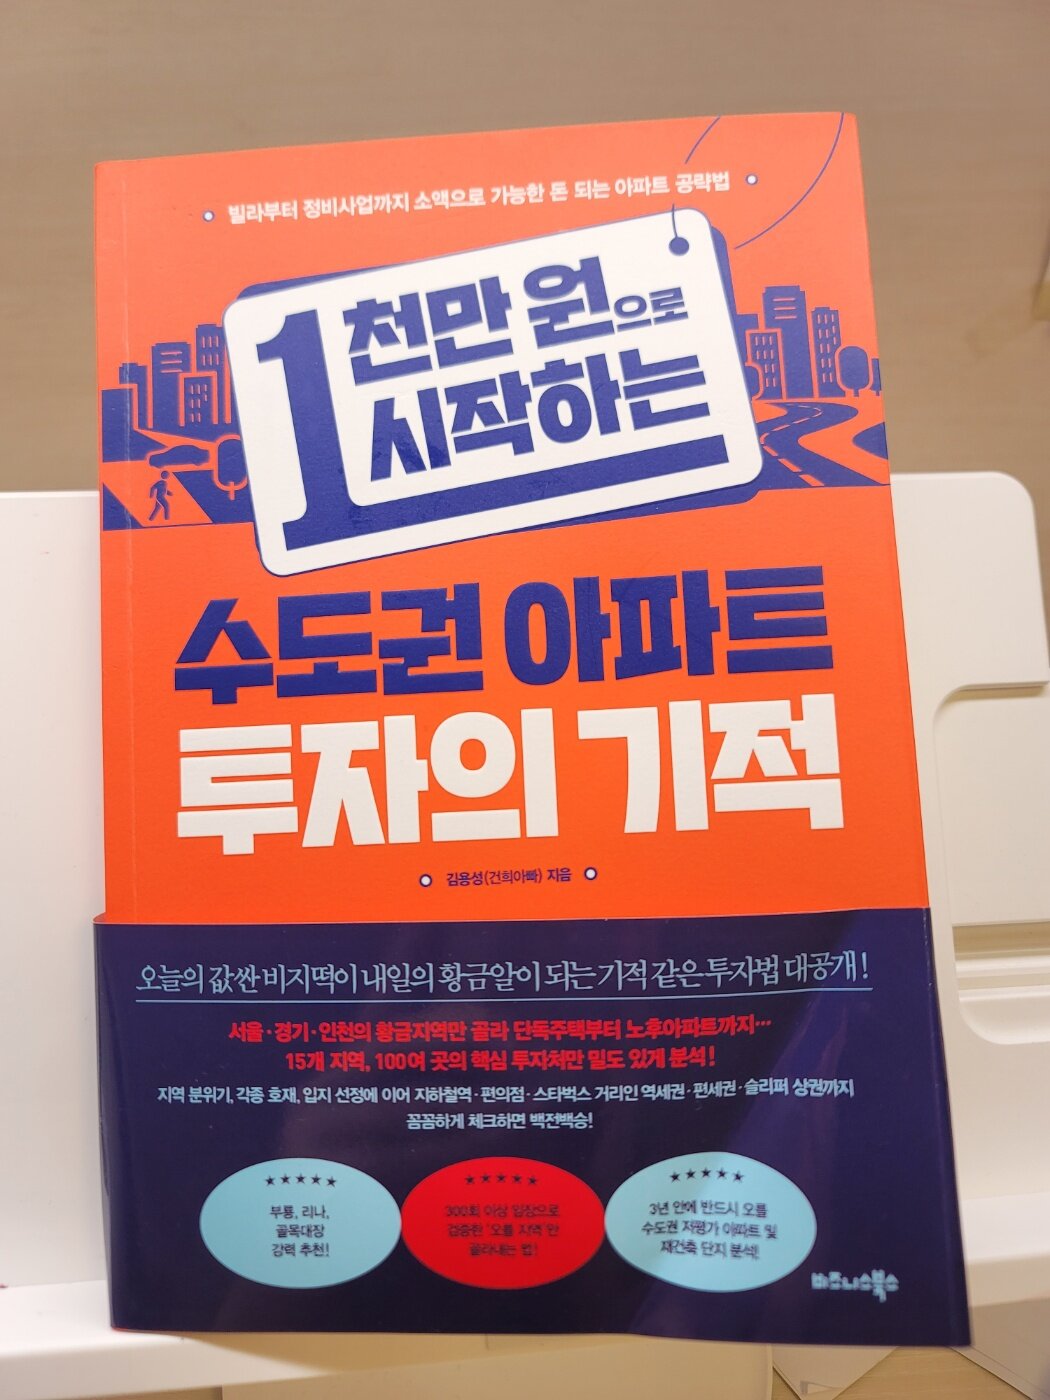 빌라부터 정비사업까지 소액으로 가능한 돈 되는 아파트 공략법
1천만 원으로
시작하는
수도권 아파트
투자의 기적
김용성(건희아빠) 지음
오늘의 값싼 비지떡이 내일의 황금알이 되는 기적 같은 투자법 대공개!
서울·경기·인천의 황금지역만 골라 단독주택부터 노후아파트까지…
15개 지역, 100여 곳의 핵심 투자처만 밀도 있게 분석!
지역 분위기, 각종 호재, 입지 선정에 이어 지하철역·편의점·스타벅스 거리인 역세권·편세권·슬리퍼 상권까지
꼼꼼하게 체크하면 백전백승!
★★★★★
부룡, 리나,
골목대장
강력 추천!
★★★★★
300회 이상 임장으로
검증한 '오를 지역'만
골라내는 법!
★★★★★
3년 안에 반드시 오를
수도권 저평가 아파트 및
재건축 단지 분석!
비즈니스북스